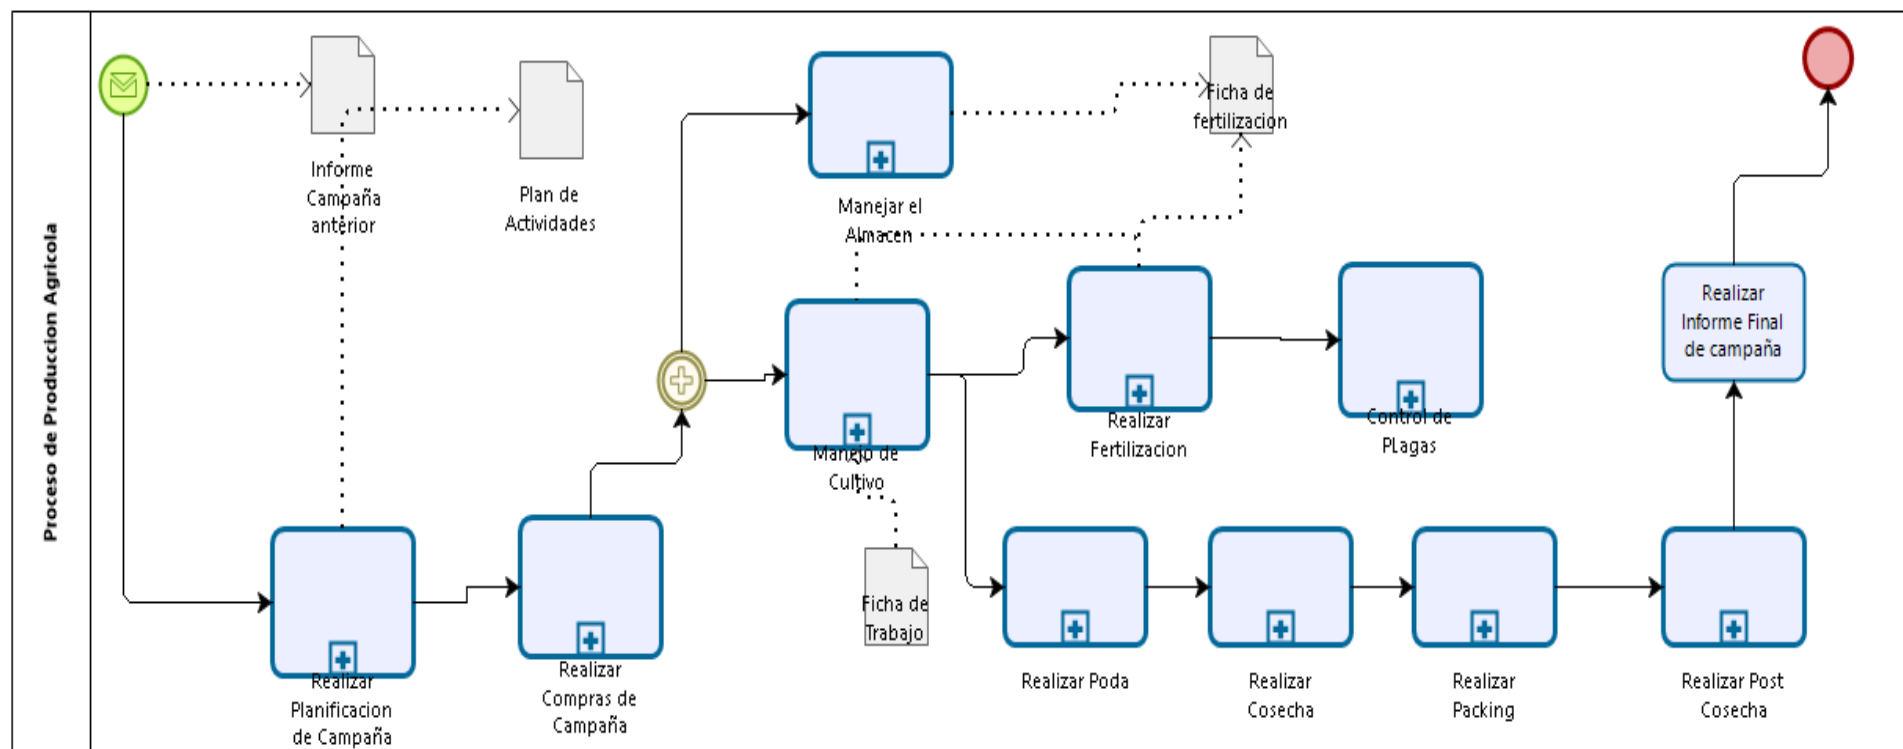 Proceso de Produccion Agricola
Informe
Campaña
anterior
Plan de
Actividades
Manejar el
Almacen
Ficha de
fertilizacion
Realizar
Informe Final
de campaña
Realizar
Fertilizacion
Control de
PLagas
Manejo de
Cultivo
Ficha de
Trabajo
Realizar
Planificacion
de Campaña
Realizar
Compras de
Campaña
Realizar Poda
Realizar
Cosecha
Realizar
Packing
Realizar Post
Cosecha